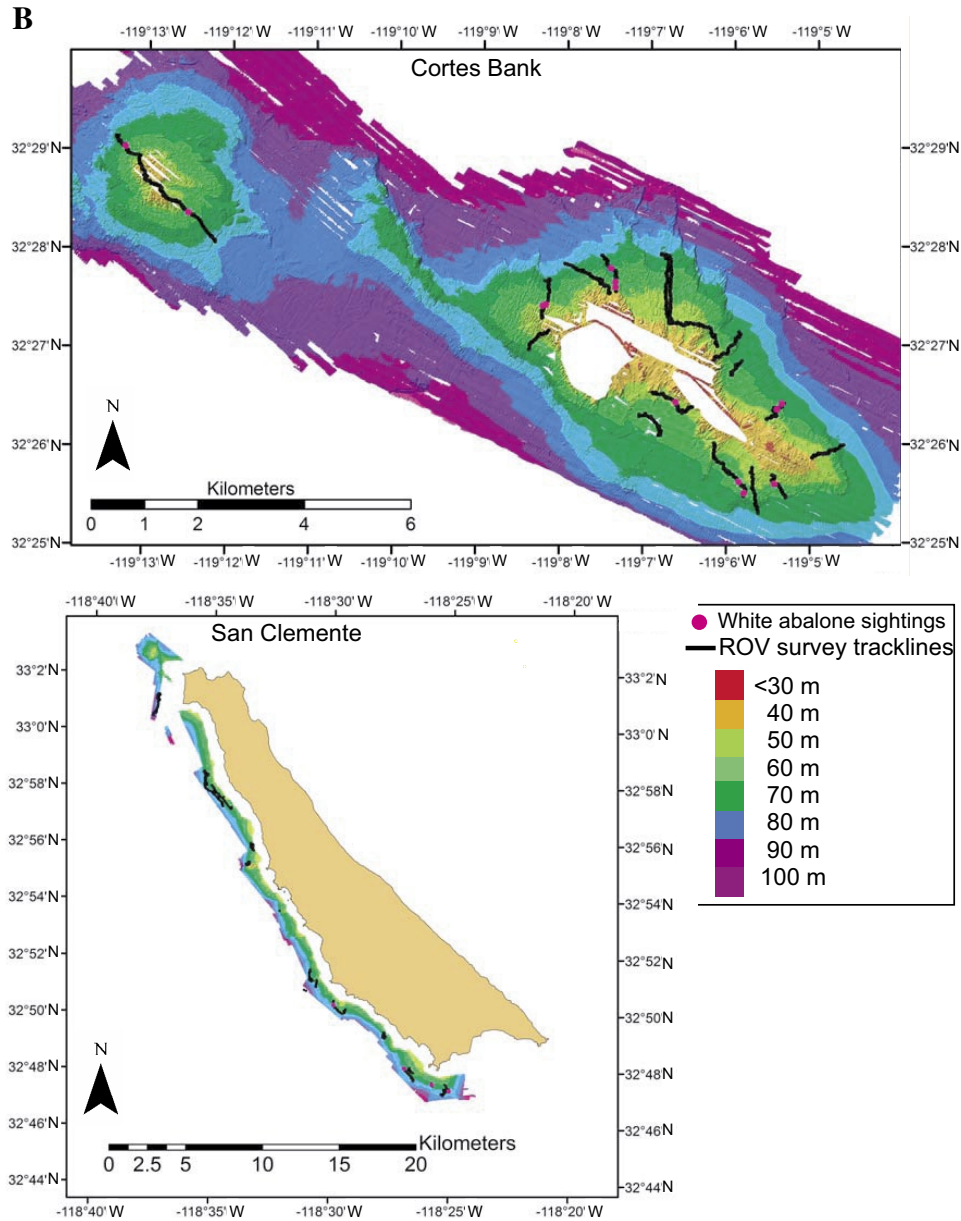 B
-119°13'W -119°12'W -119°11'W -119°10'W -119°9'W -119°8'W -119°7'W -119°6'W -119°5'W
Cortes Bank
32°29'N 32°29'N
32°28'N 32°28'N
32°27'N 32°27'N
32°26'N 32°26'N
32°25'N 32°25'N
N
Kilometers
0 1 2 4 6
-119°13'W -119°12'W -119°11'W -119°10'W -119°9'W -119°8'W -119°7'W -119°6'W -119°5'W
-118°40'W -118°35'W -118°30'W -118°25'W -118°20'W
San Clemente
33°2'N 33°2'N
33°0'N 33°0'N
32°58'N 32°58'N
32°56'N 32°56'N
32°54'N 32°54'N
32°52'N 32°52'N
32°50'N 32°50'N
32°48'N 32°48'N
32°46'N 32°46'N
32°44'N 32°44'N
N
Kilometers
0 2.5 5 10 15 20
-118°40'W -118°35'W -118°30'W -118°25'W -118°20'W
White abalone sightings
ROV survey tracklines
<30 m
40 m
50 m
60 m
70 m
80 m
90 m
100 m